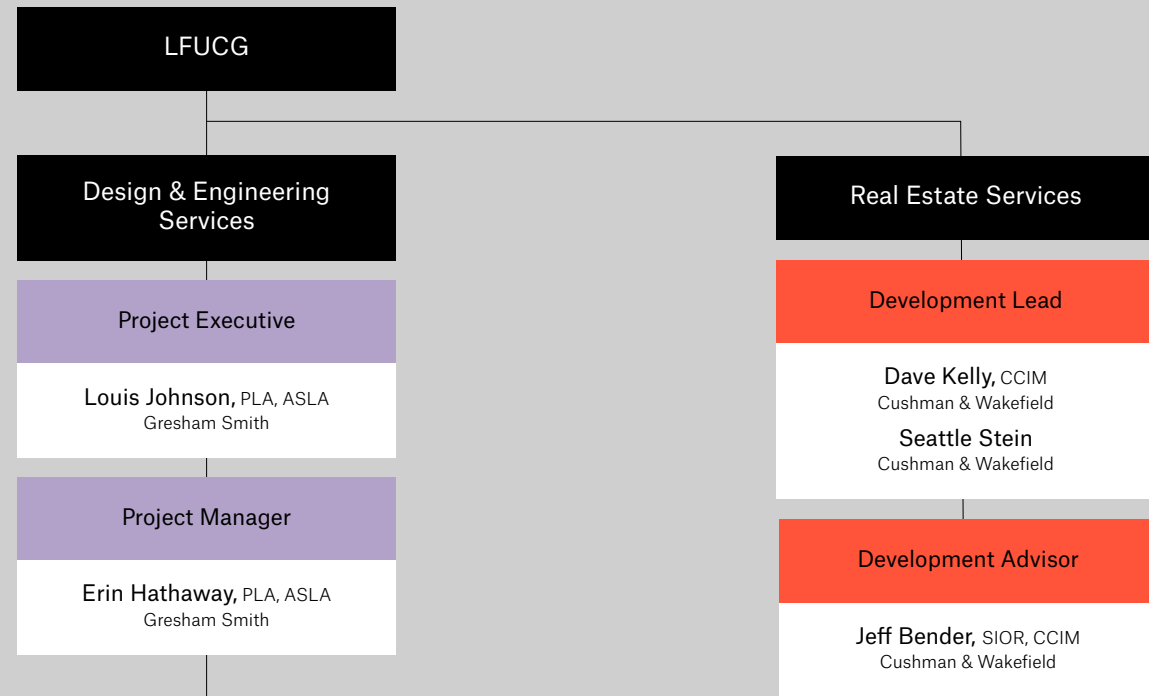 LFUCG
Design & Engineering
Services
Project Executive
Louis Johnson, PLA, ASLA
Gresham Smith
Project Manager
Erin Hathaway, PLA, ASLA
Gresham Smith
Real Estate Services
Development Lead
Dave Kelly, CCIM
Cushman & Wakefield
Seattle Stein
Cushman & Wakefield
Development Advisor
Jeff Bender, SIOR, CCIM
Cushman & Wakefield